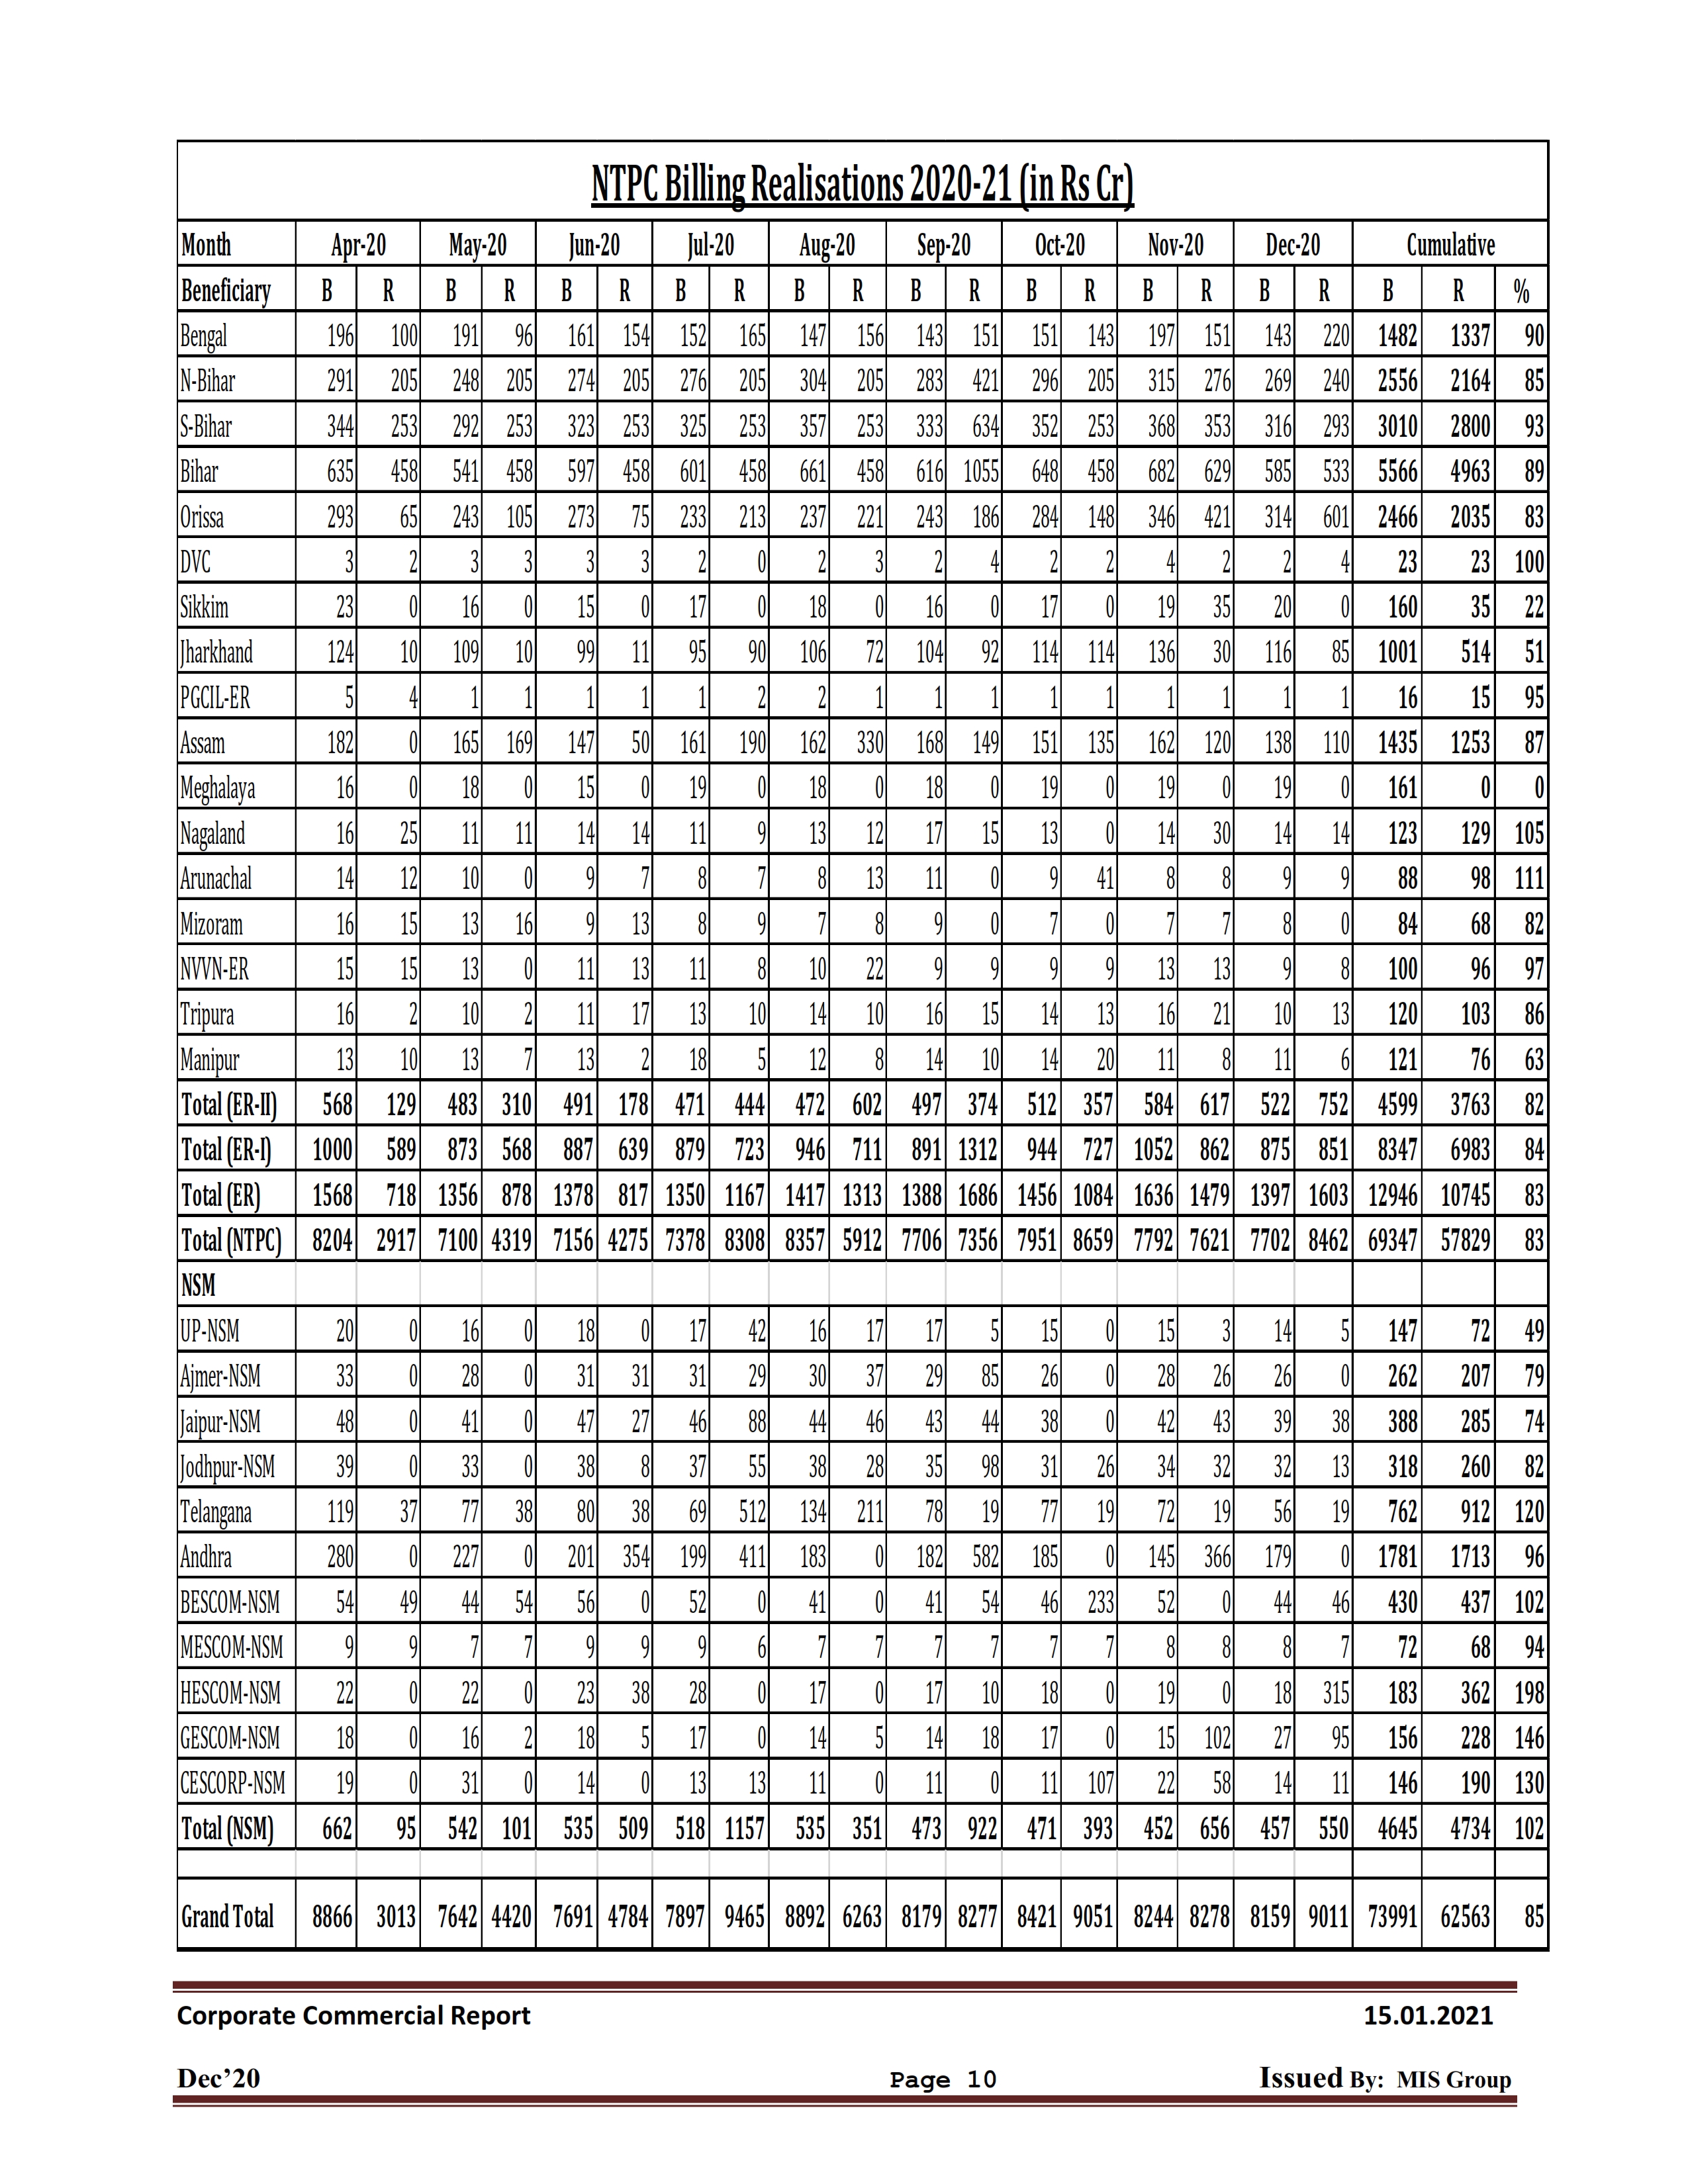 NTPC Billing Realisations 2020-21 (in Rs Cr)
Month Apr-20 May-20 Jun-20 Jul-20 Aug-20 Sep-20 Oct-20 Nov-20 Dec-20 Cumulative
Beneficiary B R B R B R B R B R B R B R B R B R B R %
Bengal 196 100 191 96 161 154 152 165 147 156 143 151 151 143 197 151 143 220 1482 1337 90
N-Bihar 291 205 248 205 274 205 276 205 304 205 283 421 296 205 315 276 269 240 2556 2164 85
S-Bihar 344 253 292 253 323 253 325 253 357 253 333 634 352 253 368 353 316 293 3010 2800 93
Bihar 635 458 541 458 597 458 601 458 661 458 616 1055 648 458 682 629 585 533 5566 4963 89
Orissa 293 65 243 105 273 75 233 213 237 221 243 186 284 148 346 421 314 601 2466 2035 83
DVC 3 2 3 3 3 3 2 0 2 3 2 4 2 2 4 2 2 4 23 23 100
Sikkim 23 0 16 0 15 0 17 0 18 0 16 0 17 0 19 35 20 0 160 35 22
Jharkhand 124 10 109 10 99 11 95 90 106 72 104 92 114 114 136 30 116 85 1001 514 51
PGCIL-ER 5 4 1 1 1 1 1 2 2 1 1 1 1 1 1 1 1 1 16 15 95
Assam 182 0 165 169 147 50 161 190 162 330 168 149 151 135 162 120 138 110 1435 1253 87
Meghalaya 16 0 18 0 15 0 19 0 18 0 18 0 19 0 19 0 19 0 161 0 0
Nagaland 16 25 11 11 14 14 11 9 13 12 17 15 13 0 14 30 14 14 123 129 105
Arunachal 14 12 10 0 9 7 8 7 8 13 11 0 9 41 8 8 9 9 88 98 111
Mizoram 16 15 13 16 9 13 8 9 7 8 9 0 7 0 7 7 8 0 84 68 82
NVVN-ER 15 15 13 0 11 13 11 8 10 22 9 9 9 9 13 13 9 8 100 96 97
Tripura 16 2 10 2 11 17 13 10 14 10 16 15 14 13 16 21 10 13 120 103 86
Manipur 13 10 13 7 13 2 18 5 12 8 14 10 14 20 11 8 11 6 121 76 63
Total (ER-II) 568 129 483 310 491 178 471 444 472 602 497 374 512 357 584 617 522 752 4599 3763 82
Total (ER-I) 1000 589 873 568 887 639 879 723 946 711 891 1312 944 727 1052 862 875 851 8347 6983 84
Total (ER) 1568 718 1356 878 1378 817 1350 1167 1417 1313 1388 1686 1456 1084 1636 1479 1397 1603 12946 10745 83
Total (NTPC) 8204 2917 7100 4319 7156 4275 7378 8308 8357 5912 7706 7356 7951 8659 7792 7621 7702 8462 69347 57829 83
NSM
UP-NSM 20 0 16 0 18 0 17 42 16 17 17 5 15 0 15 3 14 5 147 72 49
Ajmer-NSM 33 0 28 0 31 31 31 29 30 37 29 85 26 0 28 26 26 0 262 207 79
Jaipur-NSM 48 0 41 0 47 27 46 88 44 46 43 44 38 0 42 43 39 38 388 285 74
Jodhpur-NSM 39 0 33 0 38 8 37 55 38 28 35 98 31 26 34 32 32 13 318 260 82
Telangana 119 37 77 38 80 38 69 512 134 211 78 19 77 19 72 19 56 19 762 912 120
Andhra 280 0 227 0 201 354 199 411 183 0 182 582 185 0 145 366 179 0 1781 1713 96
BESCOM-NSM 54 49 44 54 56 0 52 0 41 0 41 54 46 233 52 0 44 46 430 437 102
MESCOM-NSM 9 9 7 7 9 9 9 6 7 7 7 7 7 7 8 8 8 7 72 68 94
HESCOM-NSM 22 0 22 0 23 38 28 0 17 0 17 10 18 0 19 0 18 315 183 362 198
GESCOM-NSM 18 0 16 2 18 5 17 0 14 5 14 18 17 0 15 102 27 95 156 228 146
CESCORP-NSM 19 0 31 0 14 0 13 13 11 0 11 0 11 107 22 58 14 11 146 190 130
Total (NSM) 662 95 542 101 535 509 518 1157 535 351 473 922 471 393 452 656 457 550 4645 4734 102
Grand Total 8866 3013 7642 4420 7691 4784 7897 9465 8892 6263 8179 8277 8421 9051 8244 8278 8159 9011 73991 62563 85
Corporate Commercial Report 15.01.2021
Dec’20 Page 10 Issued By: MIS Group